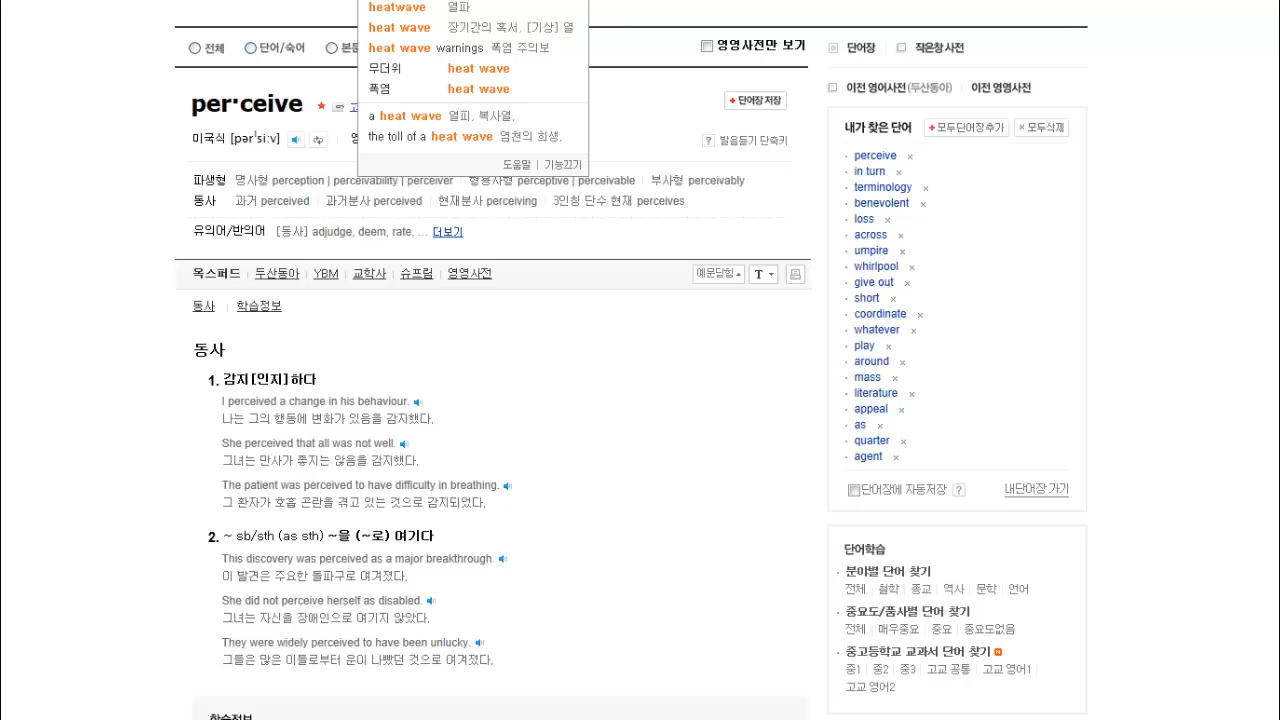 heatwave 열파
heat wave 장기간의 혹서, [기상] 열
heat wave warnings 폭염 주의보
무더위 heat wave
폭염 heat wave
a heat wave 열파, 복사열.
the toll of a heat wave 염천의 희생.
도움말 | 기능끄기
전체 단어/숙어 본문
영영사전만 보기
단어장 작은창 사전
이전 영어사전(두산동아) 이전 영영사전
per·ceive
단어장 저장
미국식 [pərˈsiːv]
? 발음듣기 단축키
파생형 명사형 perception | perceivability | perceiver 형용사형 perceptive | perceivable 부사형 perceivably
동사 과거 perceived 과거분사 perceived 현재분사 perceiving 3인칭 단수 현재 perceives
유의어/반의어 [동사] adjudge, deem, rate, ... 더보기
옥스퍼드 두산동아 YBM 교학사 슈프림 영영사전
예문닫힘 T
동사 학습정보
동사
1. 감지[인지]하다
I perceived a change in his behaviour.
나는 그의 행동에 변화가 있음을 감지했다.
She perceived that all was not well.
그녀는 만사가 좋지는 않음을 감지했다.
The patient was perceived to have difficulty in breathing.
그 환자가 호흡 곤란을 겪고 있는 것으로 감지되었다.
2. ~ sb/sth (as sth) ~을 (~로) 여기다
This discovery was perceived as a major breakthrough.
이 발견은 주요한 돌파구로 여겨졌다.
She did not perceive herself as disabled.
그녀는 자신을 장애인으로 여기지 않았다.
They were widely perceived to have been unlucky.
그들은 많은 이들로부터 운이 나빴던 것으로 여겨졌다.
학습정보
내가 찾은 단어 + 모두단어장추가 × 모두삭제
perceive ×
in turn ×
terminology ×
benevolent ×
loss ×
across ×
umpire ×
whirlpool ×
give out ×
short ×
coordinate ×
whatever ×
play ×
around ×
mass ×
literature ×
appeal ×
as ×
quarter ×
agent ×
단어장에 자동저장 ? 내단어장 가기
단어학습
분야별 단어 찾기
전체 철학 종교 역사 문학 언어
중요도/품사별 단어 찾기
전체 매우중요 중요 중요도없음
중고등학교 교과서 단어 찾기 N
중1 중2 중3 고교 공통 고교 영어1
고교 영어2